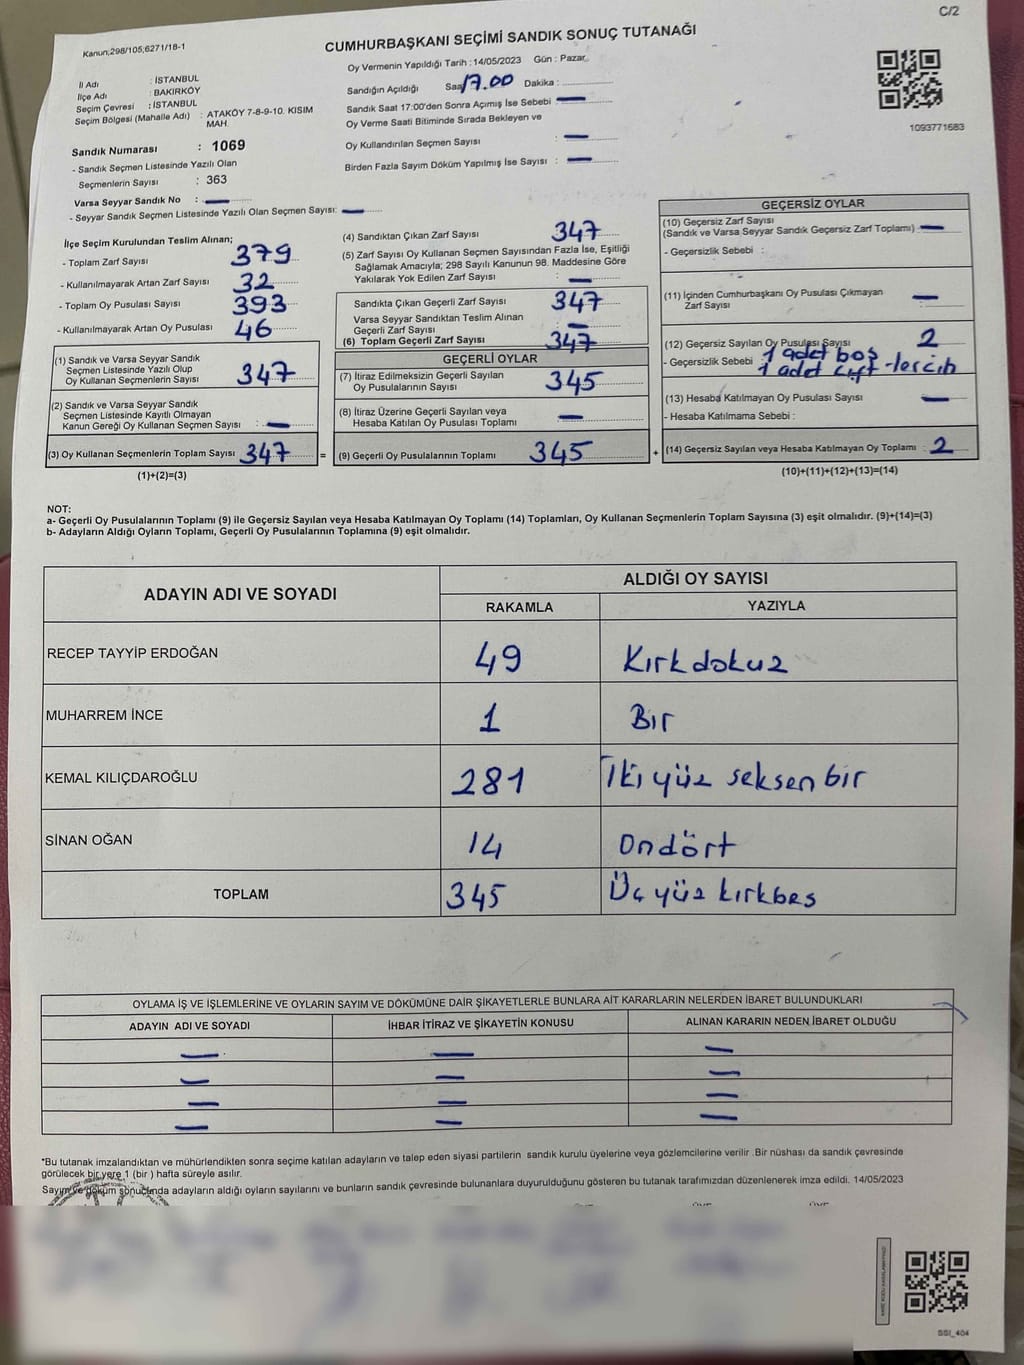 C/2
Kanun;298/105;6271/18-1
CUMHURBAŞKANI SEÇİMİ SANDIK SONUÇ TUTANAĞI
İl Adı : İSTANBUL
İlçe Adı : BAKIRKÖY
Seçim Çevresi : İSTANBUL
Seçim Bölgesi (Mahalle Adı) : ATAKÖY 7-8-9-10. KISIM
MAH.
Sandık Numarası : 1069
- Sandık Seçmen Listesinde Yazılı Olan
Seçmenlerin Sayısı : 363
Varsa Seyyar Sandık No : —
- Seyyar Sandık Seçmen Listesinde Yazılı Olan Seçmen Sayısı: —
Oy Vermenin Yapıldığı Tarih : 14/05/2023 Gün : Pazar
Sandığın Açıldığı Saat 17.00 Dakika :
Sandık Saat 17:00'den Sonra Açımış İse Sebebi —
Oy Verme Saati Bitiminde Sırada Bekleyen ve
Oy Kullandırılan Seçmen Sayısı : —
Birden Fazla Sayım Döküm Yapılmış İse Sayısı : —
1093771683
İlçe Seçim Kurulundan Teslim Alınan;
- Toplam Zarf Sayısı 379
- Kullanılmayarak Artan Zarf Sayısı 32
- Toplam Oy Pusulası Sayısı 393
- Kullanılmayarak Artan Oy Pusulası 46
(1) Sandık ve Varsa Seyyar Sandık
Seçmen Listesinde Yazılı Olup
Oy Kullanan Seçmenlerin Sayısı 347
(2) Sandık ve Varsa Seyyar Sandık
Seçmen Listesinde Kayıtlı Olmayan
Kanun Gereği Oy Kullanan Seçmen Sayısı : —
(3) Oy Kullanan Seçmenlerin Toplam Sayısı 347 =
(1)+(2)=(3)
(4) Sandıktan Çıkan Zarf Sayısı 347
(5) Zarf Sayısı Oy Kullanan Seçmen Sayısından Fazla İse, Eşitliği
Sağlamak Amacıyla; 298 Sayılı Kanunun 98. Maddesine Göre
Yakılarak Yok Edilen Zarf Sayısı : —
Sandıkta Çıkan Geçerli Zarf Sayısı 347
Varsa Seyyar Sandıktan Teslim Alınan
Geçerli Zarf Sayısı : —
(6) Toplam Geçerli Zarf Sayısı 347
GEÇERLİ OYLAR
(7) İtiraz Edilmeksizin Geçerli Sayılan
Oy Pusulalarının Sayısı 345
(8) İtiraz Üzerine Geçerli Sayılan veya
Hesaba Katılan Oy Pusulası Toplamı —
(9) Geçerli Oy Pusulalarının Toplamı 345 +
GEÇERSİZ OYLAR
(10) Geçersiz Zarf Sayısı
(Sandık ve Varsa Seyyar Sandık Geçersiz Zarf Toplamı) —
- Geçersizlik Sebebi :
(11) İçinden Cumhurbaşkanı Oy Pusulası Çıkmayan
Zarf Sayısı —
(12) Geçersiz Sayılan Oy Pusulası Sayısı 2
- Geçersizlik Sebebi 1 adet boş
1 adet çift tercih
(13) Hesaba Katılmayan Oy Pusulası Sayısı —
- Hesaba Katılmama Sebebi :
(14) Geçersiz Sayılan veya Hesaba Katılmayan Oy Toplamı 2
(10)+(11)+(12)+(13)=(14)
NOT:
a- Geçerli Oy Pusulalarının Toplamı (9) ile Geçersiz Sayılan veya Hesaba Katılmayan Oy Toplamı (14) Toplamları, Oy Kullanan Seçmenlerin Toplam Sayısına (3) eşit olmalıdır. (9)+(14)=(3)
b- Adayların Aldığı Oyların Toplamı, Geçerli Oy Pusulalarının Toplamına (9) eşit olmalıdır.
ADAYIN ADI VE SOYADI
ALDIĞI OY SAYISI
RAKAMLA YAZIYLA
RECEP TAYYİP ERDOĞAN 49 Kırkdokuz
MUHARREM İNCE 1 Bir
KEMAL KILIÇDAROĞLU 281 İkiyüz seksenbir
SİNAN OĞAN 14 Ondört
TOPLAM 345 Üçyüz kırkbeş
OYLAMA İŞ VE İŞLEMLERİNE VE OYLARIN SAYIM VE DÖKÜMÜNE DAİR ŞİKAYETLERLE BUNLARA AİT KARARLARIN NELERDEN İBARET BULUNDUKLARI
ADAYIN ADI VE SOYADI İHBAR İTİRAZ VE ŞİKAYETİN KONUSU ALINAN KARARIN NEDEN İBARET OLDUĞU
— — —
— — —
— — —
— — —
*Bu tutanak imzalandıktan ve mühürlendikten sonra seçime katılan adayların ve talep eden siyasi partilerin sandık kurulu üyelerine veya gözlemcilerine verilir .Bir nüshası da sandık çevresinde
görülecek bir yere 1 (bir ) hafta süreyle asılır.
Sayım ve döküm sonucunda adayların aldığı oyların sayılarını ve bunların sandık çevresinde bulunanlara duyurulduğunu gösteren bu tutanak tarafımızdan düzenlenerek imza edildi. 14/05/2023
SSI_404